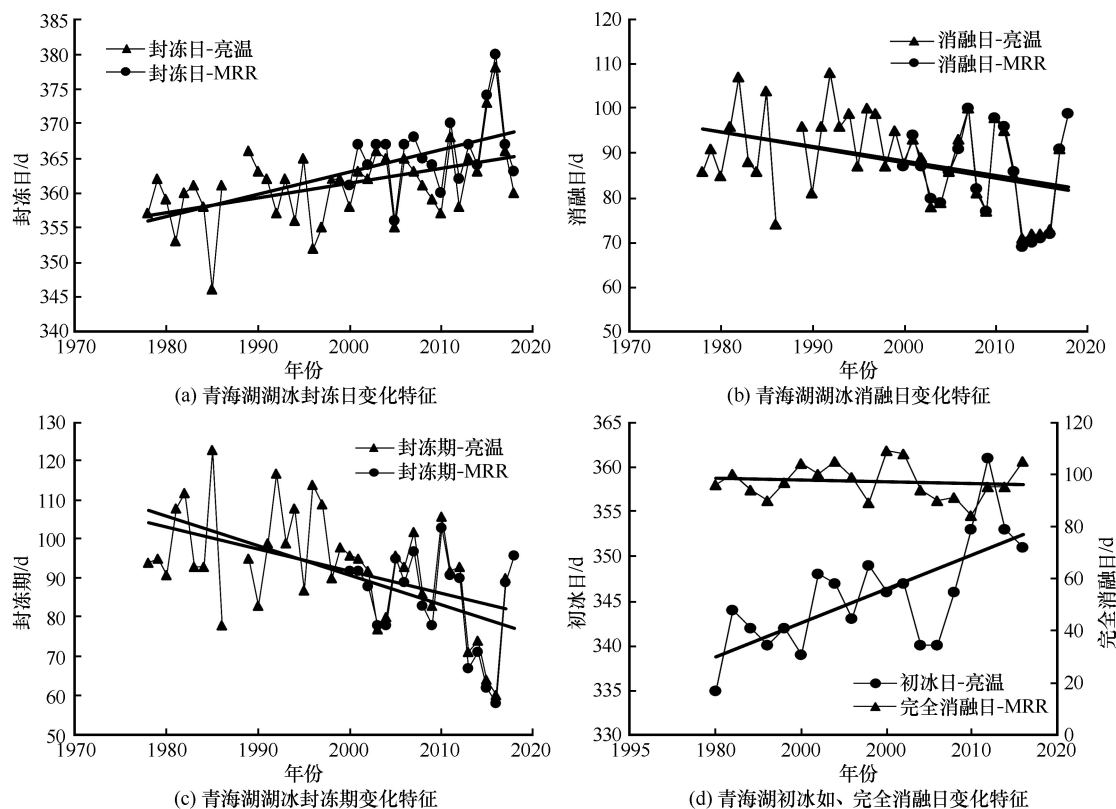 385
380
375
370
365
360
355
350
345
340
封冻日/d
封冻日-亮温
封冻日-MRR
1970 1980 1990 2000 2010 2020
年份
(a) 青海湖湖冰封冻日变化特征
120
110
100
90
80
70
60
50
消融日/d
消融日-亮温
消融日-MRR
1970 1980 1990 2000 2010 2020
年份
(b) 青海湖湖冰消融日变化特征
130
120
110
100
90
80
70
60
50
封冻期/d
封冻期-亮温
封冻期-MRR
1970 1980 1990 2000 2010 2020
年份
(c) 青海湖湖冰封冻期变化特征
365
360
355
350
345
340
335
330
初冰日/d
120
100
80
60
40
20
0
完全消融日/d
初冰日-亮温
完全消融日-MRR
1995 1980 2000 2000 2010 2020
年份
(d) 青海湖初冰如、完全消融日变化特征